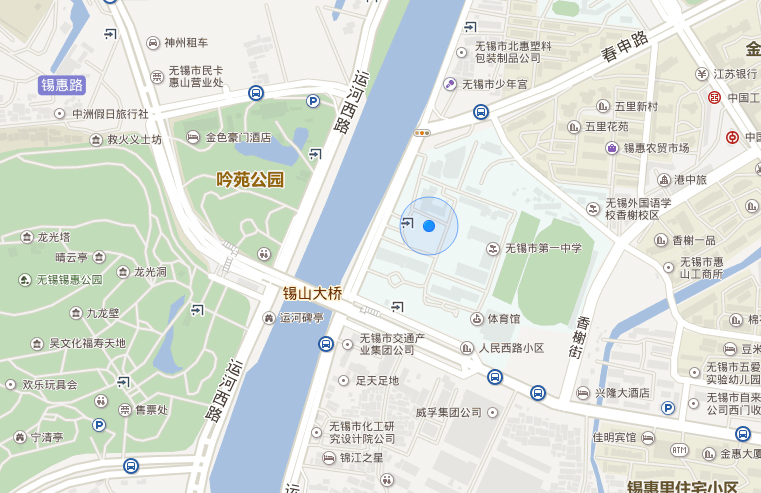 神州租车
无锡市民卡
惠山营业处
锡惠路
中洲假日旅行社
救火义士坊
金色豪门酒店
吟苑公园
运河西路
无锡市北惠塑料
包装制品公司
无锡市少年宫
春申路
金
江苏银行
五里新村
中国工
五里花苑
锡惠农贸市场
中国
港中旅
无锡外国语学
校香榭校区
香榭一品
无锡市惠
山工商所
无锡市第一中学
龙光塔
晴云亭
龙光洞
无锡锡惠公园
九龙壁
吴文化福寿天地
欢乐玩具会
售票处
宁清亭
锡山大桥
运河碑亭
运河西路
体育馆
香榭街
人民西路小区
无锡市交通产
业集团公司
足天足地
威孚集团公司
无锡市化工研
究设计院公司
锦江之星
运
兴隆大酒店
佳明宾馆
ATM
金惠大厦
锡惠里住宅小区
棉花
豆米
无锡市五爱
实验幼儿园
无锡市自来
公司西门收
P
P
P